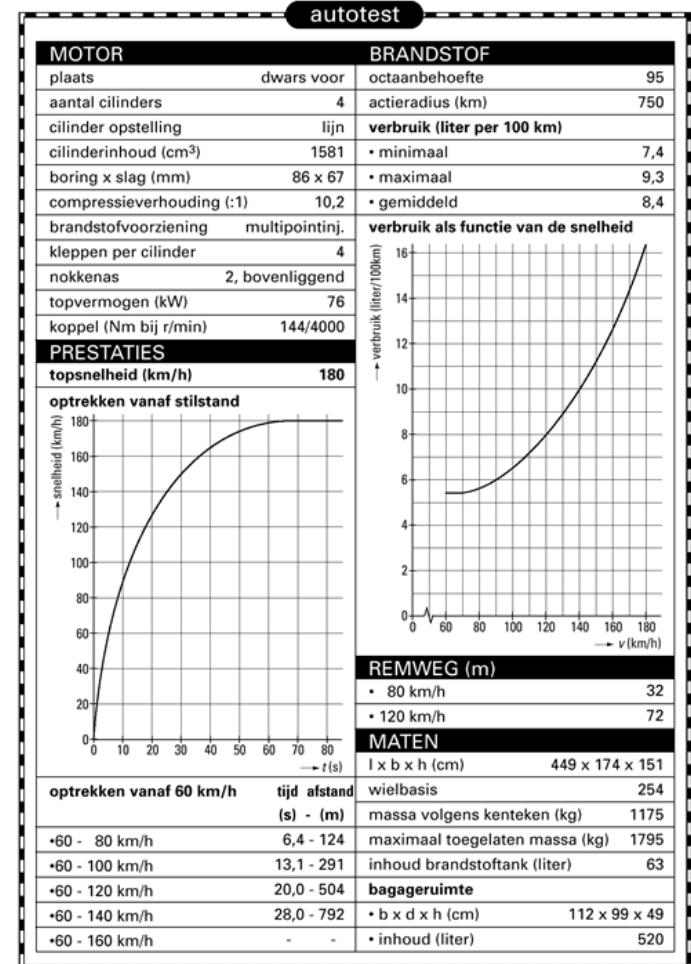 autotest
MOTOR
plaats dwars voor
aantal cilinders 4
cilinder opstelling lijn
cilinderinhoud (cm³) 1581
boring x slag (mm) 86 x 67
compressieverhouding (:1) 10,2
brandstofvoorziening multipointinj.
kleppen per cilinder 4
nokkenas 2, bovenliggend
topvermogen (kW) 76
koppel (Nm bij r/min) 144/4000
PRESTATIES
topsnelheid (km/h) 180
optrekken vanaf stilstand
snelheid (km/h)
180
160
140
120
100
80
60
40
20
0
0 10 20 30 40 50 60 70 80
t (s)
optrekken vanaf 60 km/h tijd afstand
(s) - (m)
•60 - 80 km/h 6,4 - 124
•60 - 100 km/h 13,1 - 291
•60 - 120 km/h 20,0 - 504
•60 - 140 km/h 28,0 - 792
•60 - 160 km/h - -
BRANDSTOF
octaanbehoefte 95
actieradius (km) 750
verbruik (liter per 100 km)
• minimaal 7,4
• maximaal 9,3
• gemiddeld 8,4
verbruik als functie van de snelheid
verbruik (liter/100km)
16
14
12
10
8
6
4
2
0
0 60 80 100 120 140 160 180
v (km/h)
REMWEG (m)
• 80 km/h 32
• 120 km/h 72
MATEN
l x b x h (cm) 449 x 174 x 151
wielbasis 254
massa volgens kenteken (kg) 1175
maximaal toegelaten massa (kg) 1795
inhoud brandstoftank (liter) 63
bagageruimte
• b x d x h (cm) 112 x 99 x 49
• inhoud (liter) 520